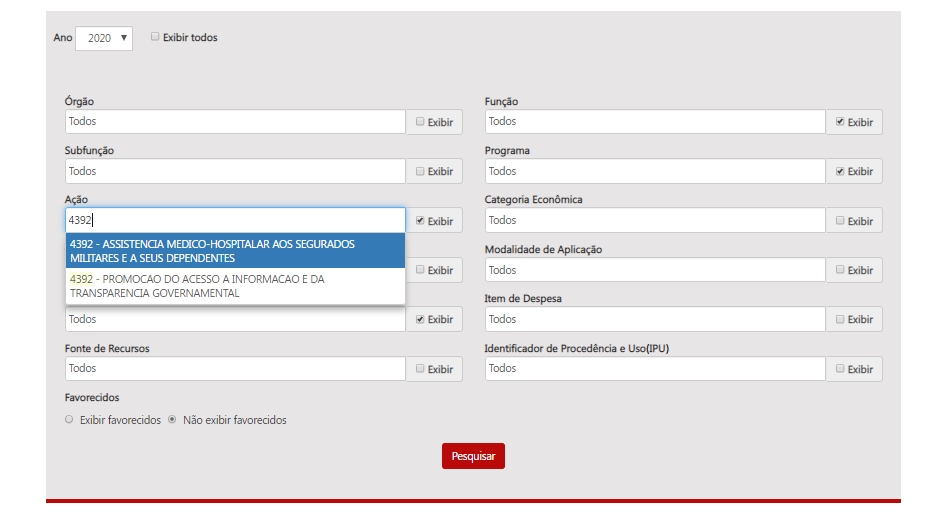 Ano 2020 Exibir todos
Órgão
Todos Exibir
Função
Todos Exibir
Subfunção
Todos Exibir
Programa
Todos Exibir
Ação
4392 Exibir
4392 - ASSISTENCIA MEDICO-HOSPITALAR AOS SEGURADOS
MILITARES E A SEUS DEPENDENTES
4392 - PROMOCAO DO ACESSO A INFORMACAO E DA
TRANSPARENCIA GOVERNAMENTAL
Categoria Econômica
Todos Exibir
Exibir
Modalidade de Aplicação
Todos Exibir
Todos Exibir
Item de Despesa
Todos Exibir
Fonte de Recursos
Todos Exibir
Identificador de Procedência e Uso(IPU)
Todos Exibir
Favorecidos
Exibir favorecidos Não exibir favorecidos
Pesquisar